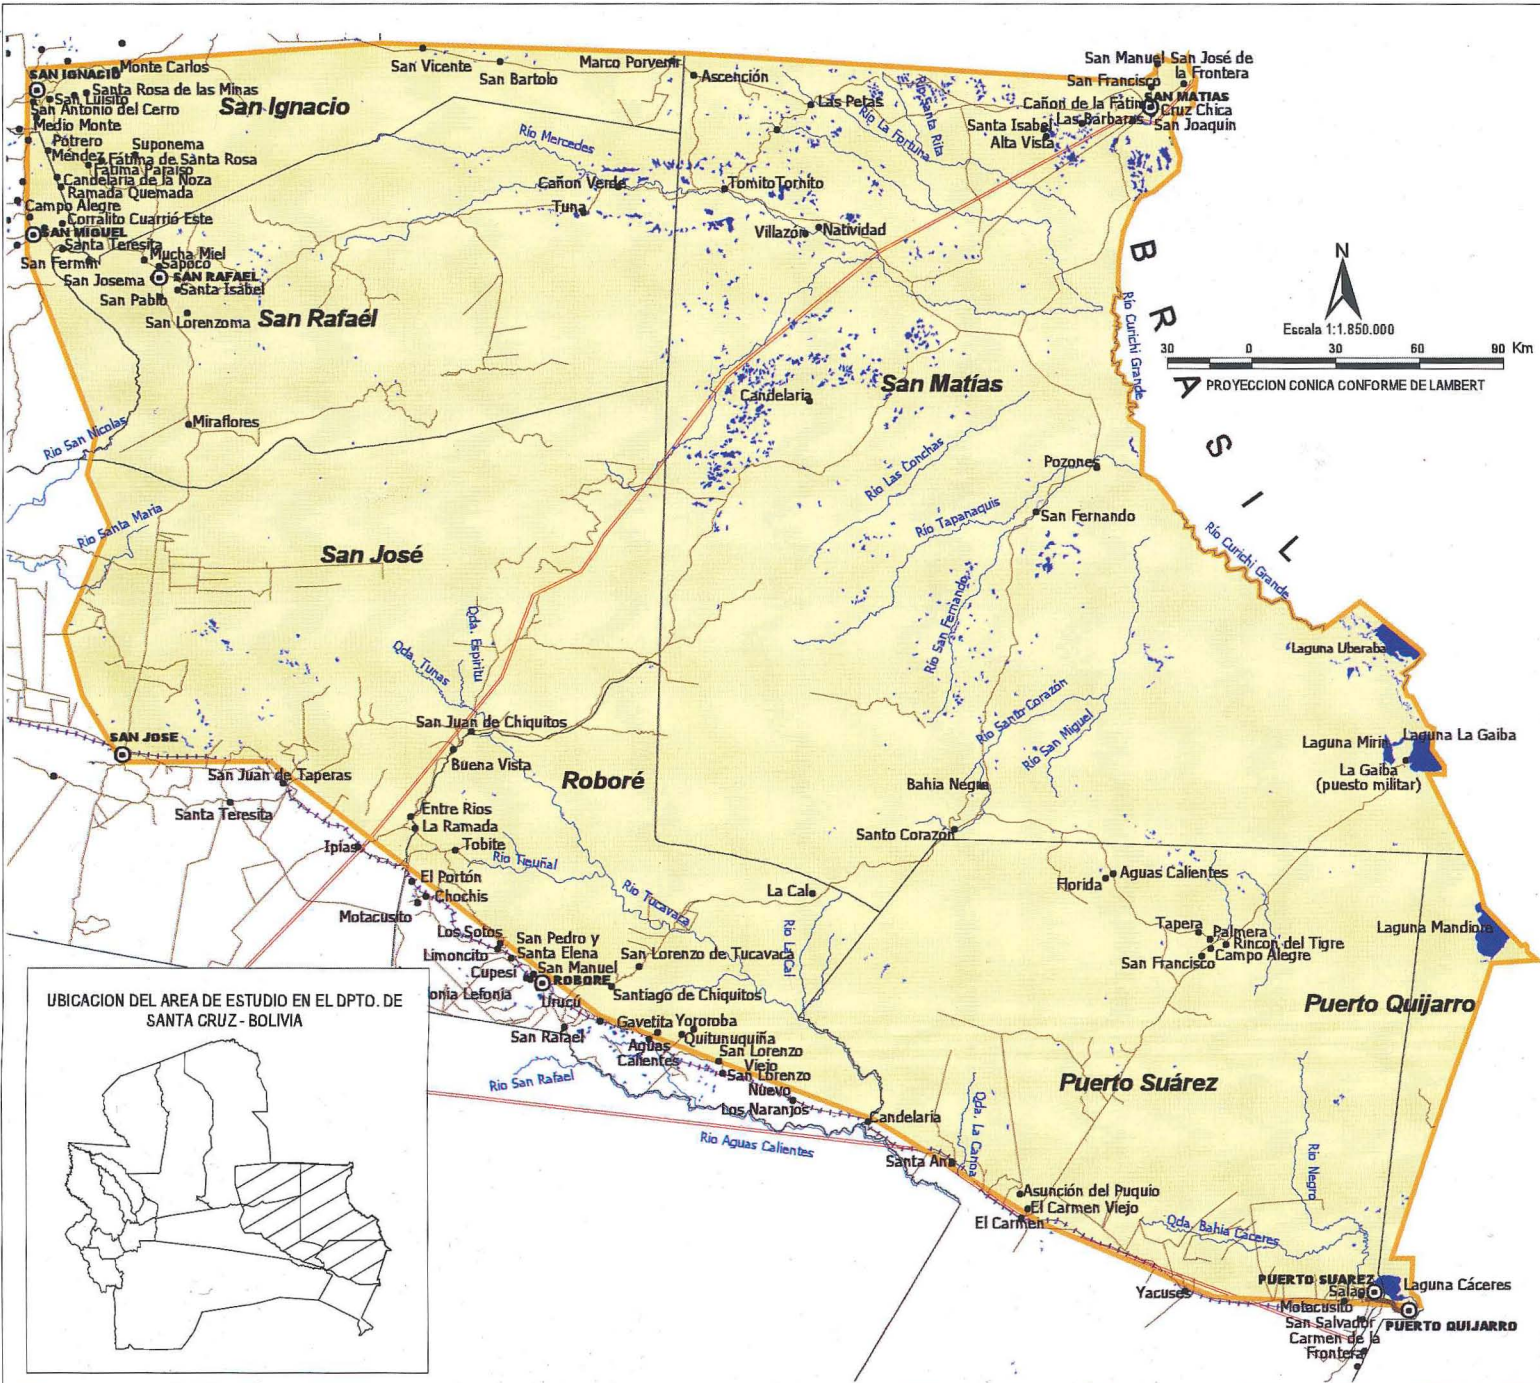 San Vicente
San Bartolo
Marco Porvenir
Ascención
San Manuel
San José de
la Frontera
San Francisco
SAN MATIAS
Cañon de la Fátima
Cruz Chica
Las Bárbaras
San Joaquin
Santa Isabel
Alta Vista
Las Petas
Río Santa Rita
Río La Fortuna
SAN IGNACIO
Monte Carlos
Santa Rosa de las Minas
San Luisito
San Antonio del Cerro
San Ignacio
Medio Monte
Potrero
Suponema
Méndez
Fátima de Santa Rosa
Fátima Paraiso
Candelaria de la Noza
Ramada Quemada
Campo Alegre
Corralito Cuarrió Este
SAN MIGUEL
Santa Teresita
San Fermin
Mucha Miel
Sapocó
San Josema
SAN RAFAEL
Santa Isabel
San Pablo
San Lorenzoma
San Rafaél
Río Mercedes
Cañon Verde
Tuna
Tornito Tornito
Villazón
Natividad
BRASIL
N
Escala 1:1.850.000
30 0 30 60 90 Km
PROYECCION CONICA CONFORME DE LAMBERT
Río Curichi Grande
San Matías
Candelaria
Miraflores
Río San Nicolas
Río Santa Maria
Río Las Conchas
Pozones
Río Tapanaquis
San Fernando
Río Curichi Grande
San José
Río San Fernando
Qda. Espiritu
Qda. Tunas
Laguna Uberaba
Río Santo Corazón
Río San Miguel
San Juan de Chiquitos
Buena Vista
SAN JOSE
San Juan de Taperas
Santa Teresita
Laguna Mirin
Laguna La Gaiba
La Gaiba
(puesto militar)
Roboré
Bahia Negra
Santo Corazón
Entre Rios
La Ramada
Tobite
Ipías
Río Tieuñal
El Portón
Chochis
Motacusito
Río Tucavara
La Cal
Río La Cal
Florida
Aguas Calientes
Tapera
Palmera
Rincon del Tigre
Campo Alegre
San Francisco
Laguna Mandiore
Los Sotos
San Pedro y
Santa Elena
Limoncito
San Manuel
Cupesi
ROBORE
onia Lefonia
Urucú
San Lorenzo de Tucavaca
Santiago de Chiquitos
San Rafael
Gavetita
Yororoba
Quitunuquiña
Aguas
Calientes
San Lorenzo
Viejo
San Lorenzo
Nuevo
Los Naranjos
Río San Rafael
Río Aguas Calientes
Candelaria
Puerto Quijarro
Puerto Suárez
Qda. La Canoa
Río Negro
Santa Ana
Asunción del Puquio
El Carmen Viejo
El Carmen
Qda. Bahia Cáceres
Yacuses
PUERTO SUAREZ
Laguna Cáceres
Salao
Motacusito
San Salvador
PUERTO QUIJARRO
Carmen de la
Frontera
UBICACION DEL AREA DE ESTUDIO EN EL DPTO. DE
SANTA CRUZ - BOLIVIA